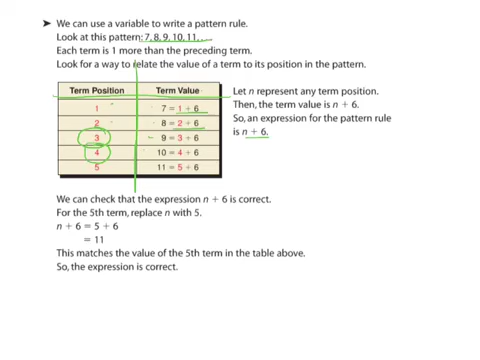 ➤ We can use a variable to write a pattern rule.
Look at this pattern: 7, 8, 9, 10, 11, …
Each term is 1 more than the preceding term.
Look for a way to relate the value of a term to its position in the pattern.
Term Position Term Value
1 7 = 1 + 6
2 8 = 2 + 6
3 9 = 3 + 6
4 10 = 4 + 6
5 11 = 5 + 6
Let n represent any term position.
Then, the term value is n + 6.
So, an expression for the pattern rule
is n + 6.
We can check that the expression n + 6 is correct.
For the 5th term, replace n with 5.
n + 6 = 5 + 6
= 11
This matches the value of the 5th term in the table above.
So, the expression is correct.